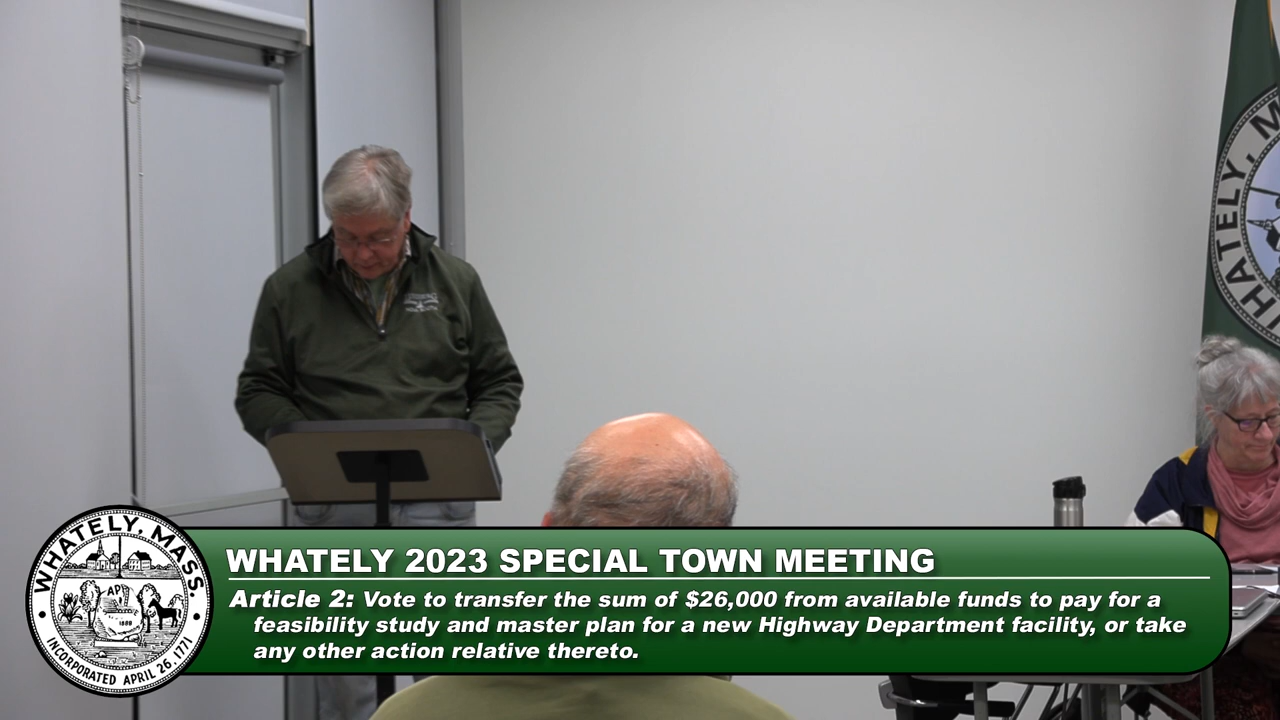 WHATELY, M
WHATELY, MASS.
INCORPORATED APRIL 26, 1771
WHATELY 2023 SPECIAL TOWN MEETING
Article 2: Vote to transfer the sum of $26,000 from available funds to pay for a
feasibility study and master plan for a new Highway Department facility, or take
any other action relative thereto.